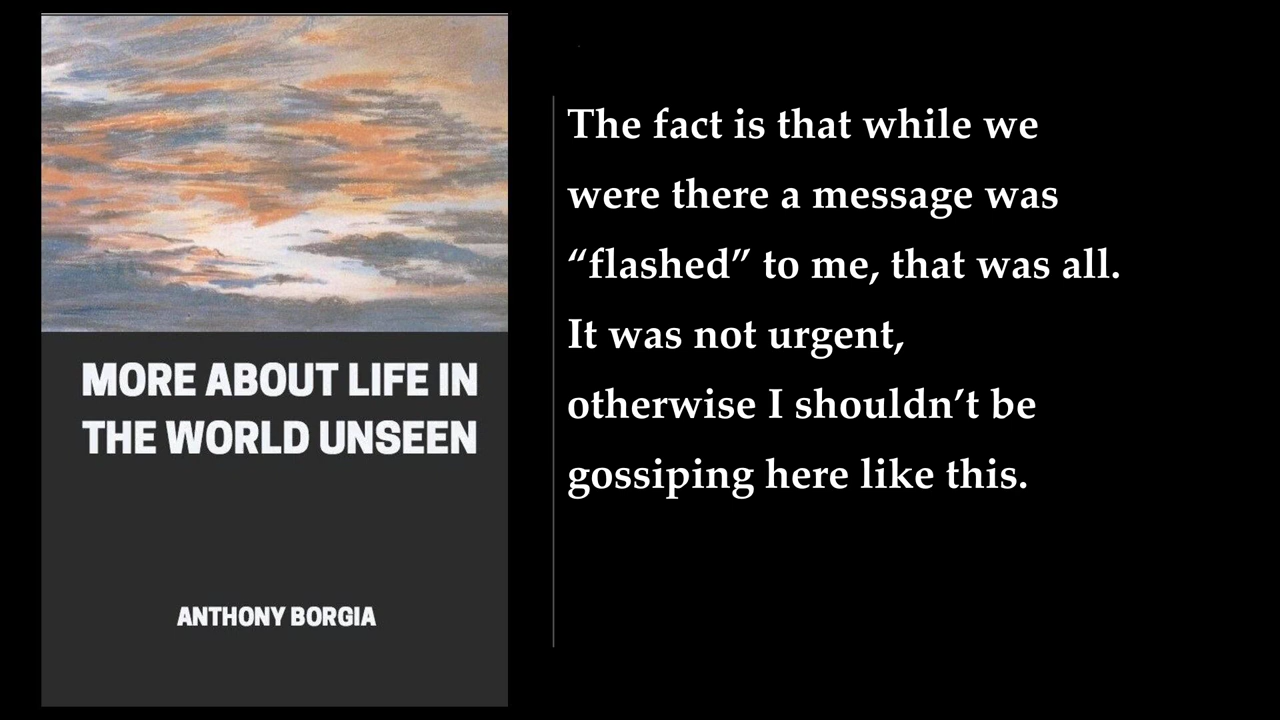 MORE ABOUT LIFE IN
THE WORLD UNSEEN
ANTHONY BORGIA
The fact is that while we
were there a message was
“flashed” to me, that was all.
It was not urgent,
otherwise I shouldn’t be
gossiping here like this.